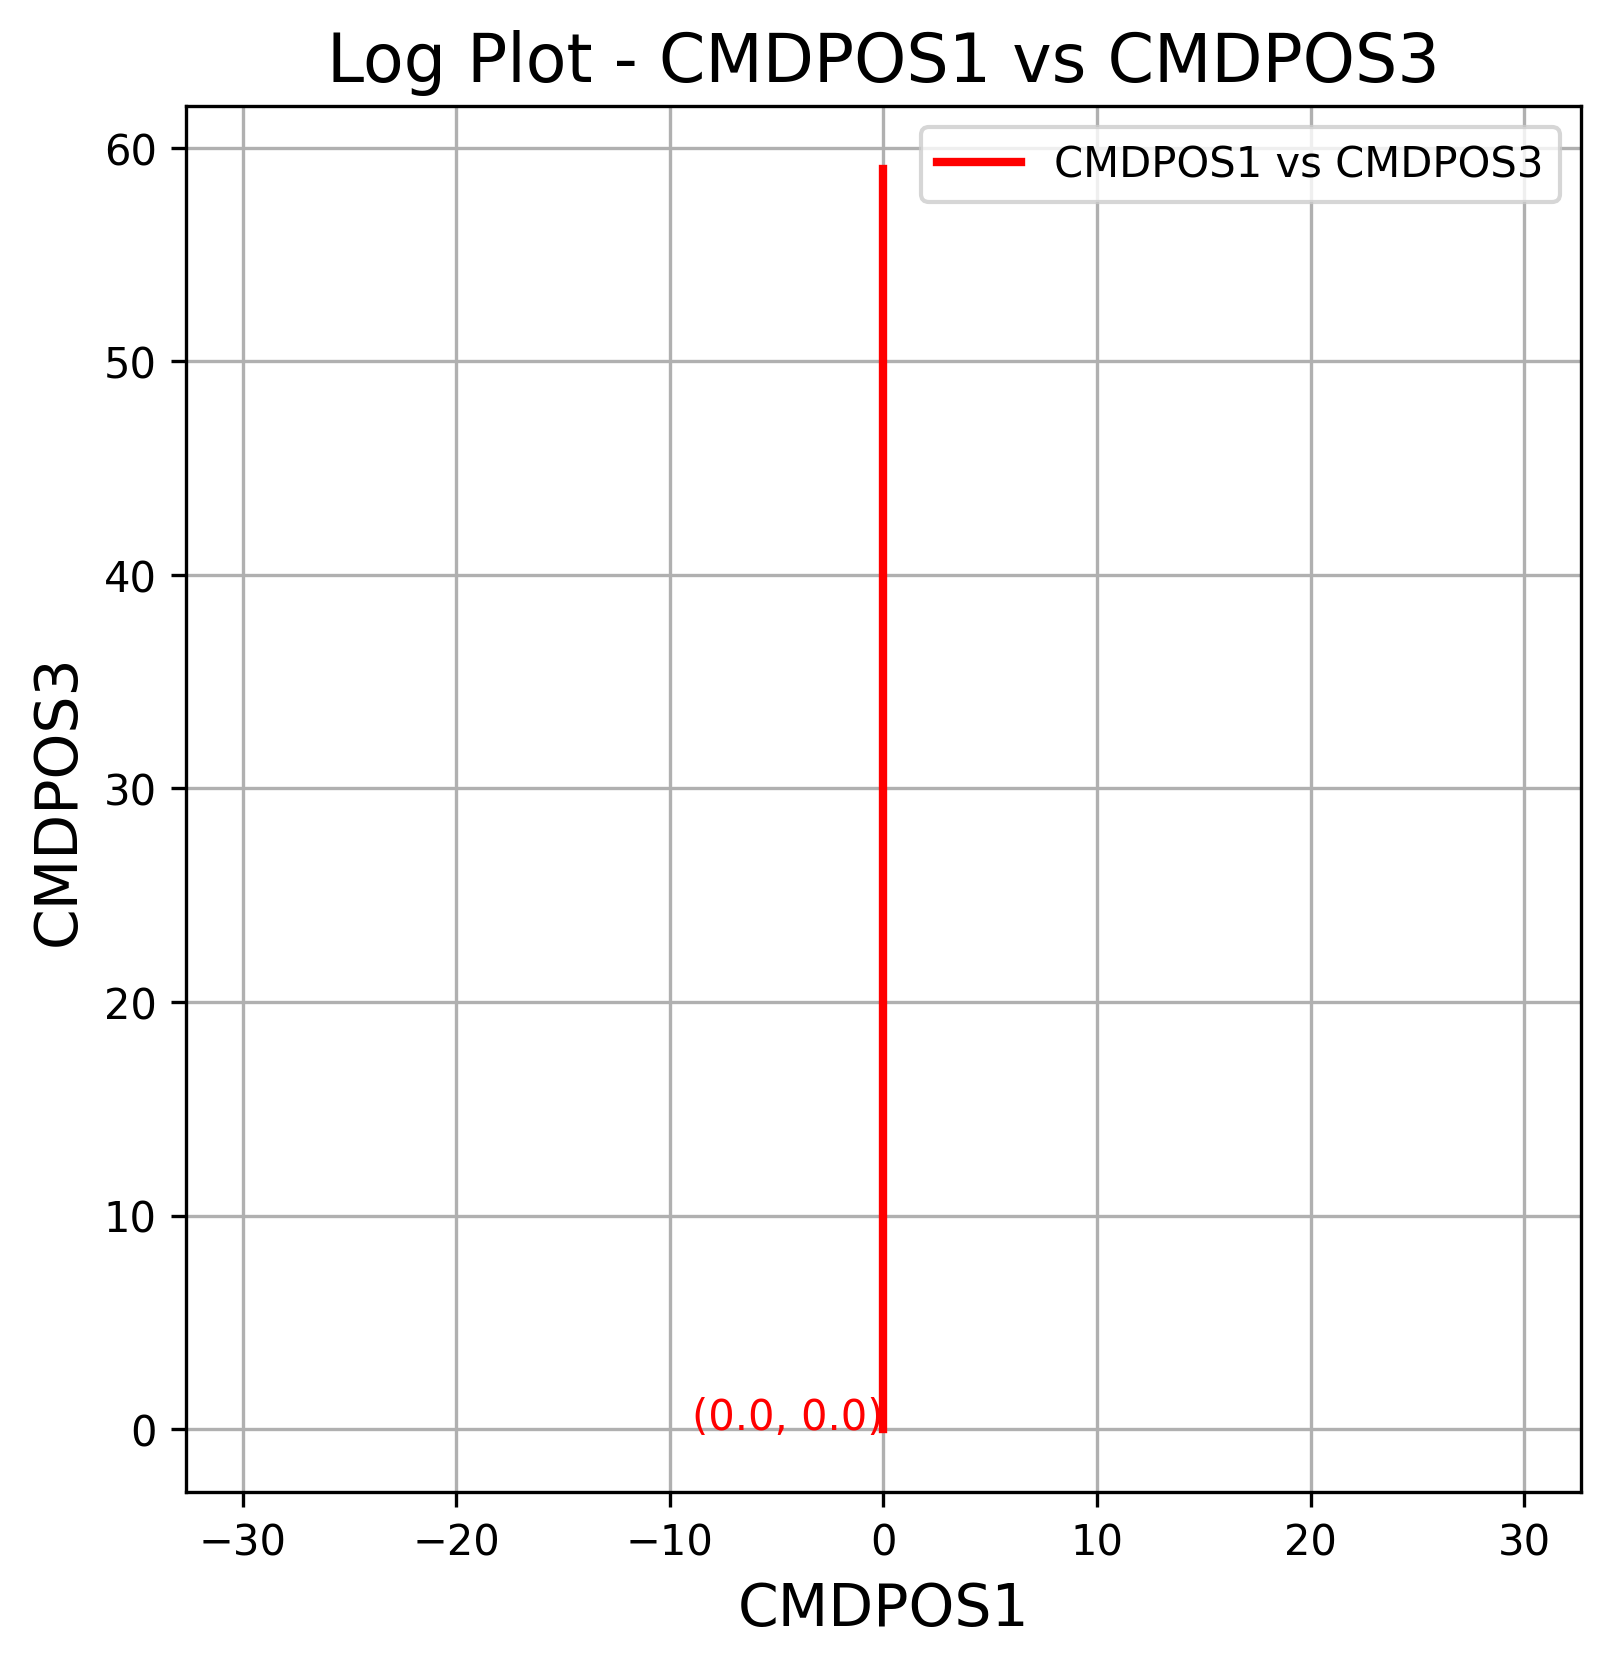 Log Plot - CMDPOS1 vs CMDPOS3
CMDPOS1 vs CMDPOS3
60
50
40
30
20
10
0
CMDPOS3
(0.0, 0.0)
−30 −20 −10 0 10 20 30
CMDPOS1